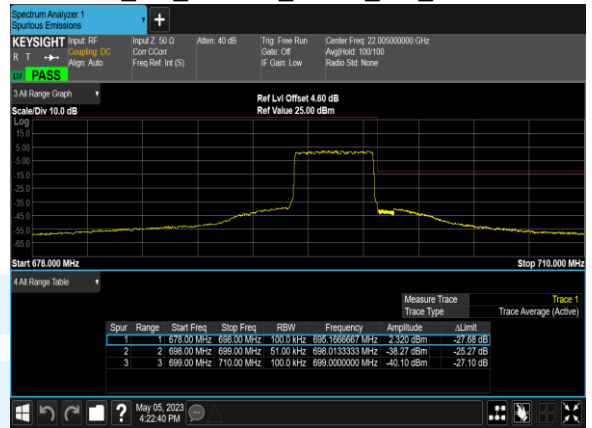 Spectrum Analyzer 1
Spurious Emissions
+
KEYSIGHT Input: RF Input Z: 50 Ω Atten: 40 dB Trig: Free Run Center Freq: 22.005000000 GHz
R T Coupling: DC Corr CCorr Gate: Off Avg|Hold: 100/100
Align: Auto Freq Ref: Int (S) IF Gain: Low Radio Std: None
LW PASS
3 All Range Graph
Ref Lvl Offset 4.60 dB
Scale/Div 10.0 dB Ref Value 25.00 dBm
Log
15.0
5.00
-5.00
-15.0
-25.0
-35.0
-45.0
-55.0
-65.0
Start 678.000 MHz Stop 710.000 MHz
4 All Range Table
Measure Trace Trace 1
Trace Type Trace Average (Active)
Spur Range Start Freq Stop Freq RBW Frequency Amplitude ΔLimit
1 1 678.00 MHz 698.00 MHz 100.0 kHz 695.1666667 MHz 2.320 dBm -27.68 dB
2 2 698.00 MHz 699.00 MHz 51.00 kHz 698.0133333 MHz -38.27 dBm -25.27 dB
3 3 699.00 MHz 710.00 MHz 100.0 kHz 699.0000000 MHz -40.10 dBm -27.10 dB
? May 05, 2023
4:22:40 PM